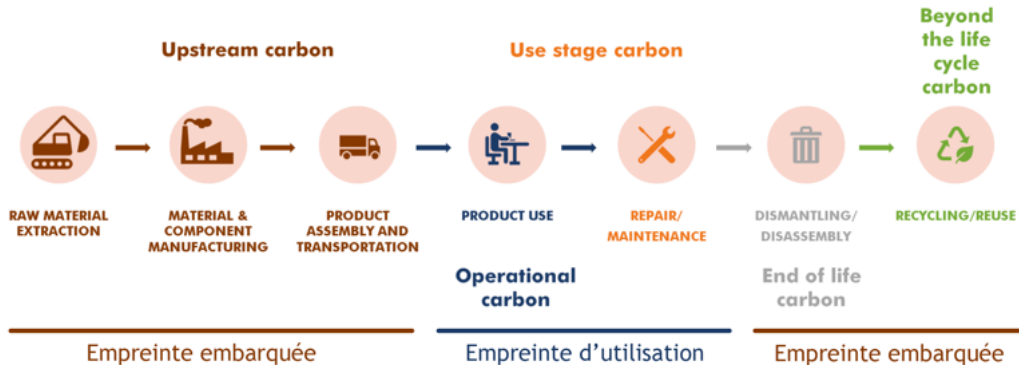 Beyond
the life
cycle
carbon
Upstream carbon
Use stage carbon
RAW MATERIAL
EXTRACTION
MATERIAL &
COMPONENT
MANUFACTURING
PRODUCT
ASSEMBLY AND
TRANSPORTATION
PRODUCT USE
REPAIR/
MAINTENANCE
DISMANTLING/
DISASSEMBLY
RECYCLING/REUSE
Operational
carbon
End of life
carbon
Empreinte embarquée
Empreinte d'utilisation
Empreinte embarquée